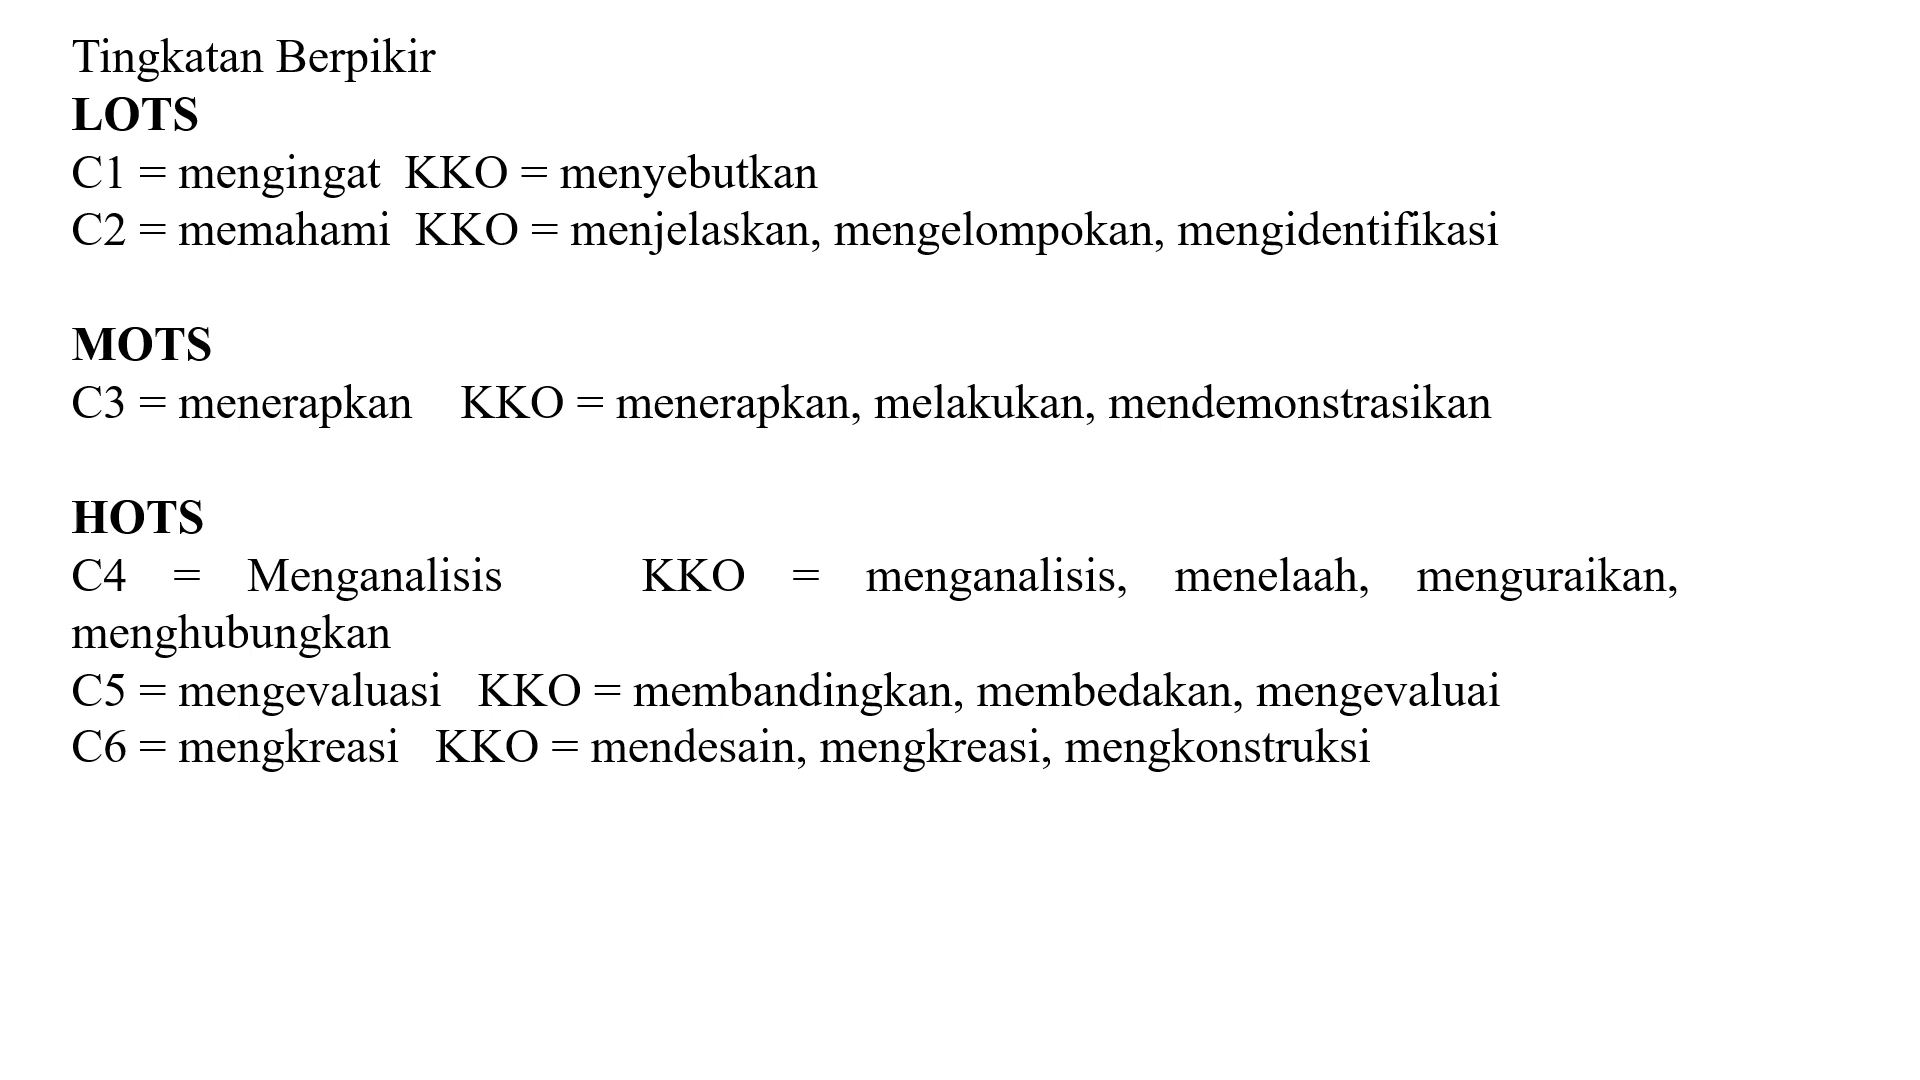 Tingkatan Berpikir
LOTS
C1 = mengingat  KKO = menyebutkan
C2 = memahami  KKO = menjelaskan, mengelompokan, mengidentifikasi
MOTS
C3 = menerapkan    KKO = menerapkan, melakukan, mendemonstrasikan
HOTS
C4 = Menganalisis    KKO = menganalisis, menelaah, menguraikan,
menghubungkan
C5 = mengevaluasi   KKO = membandingkan, membedakan, mengevaluai
C6 = mengkreasi   KKO = mendesain, mengkreasi, mengkonstruksi